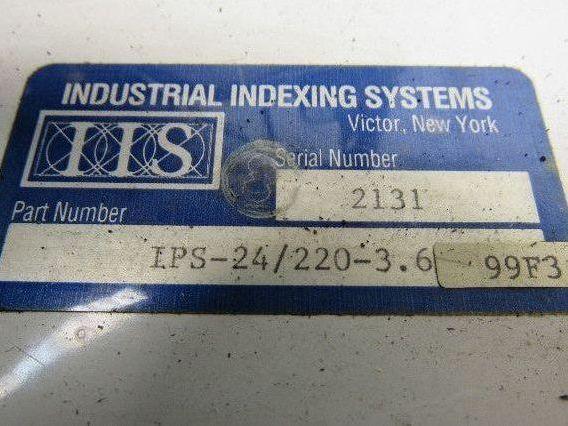 INDUSTRIAL INDEXING SYSTEMS
Victor, New York
IIS
Serial Number
2131
Part Number
IPS-24/220-3.6
99F3